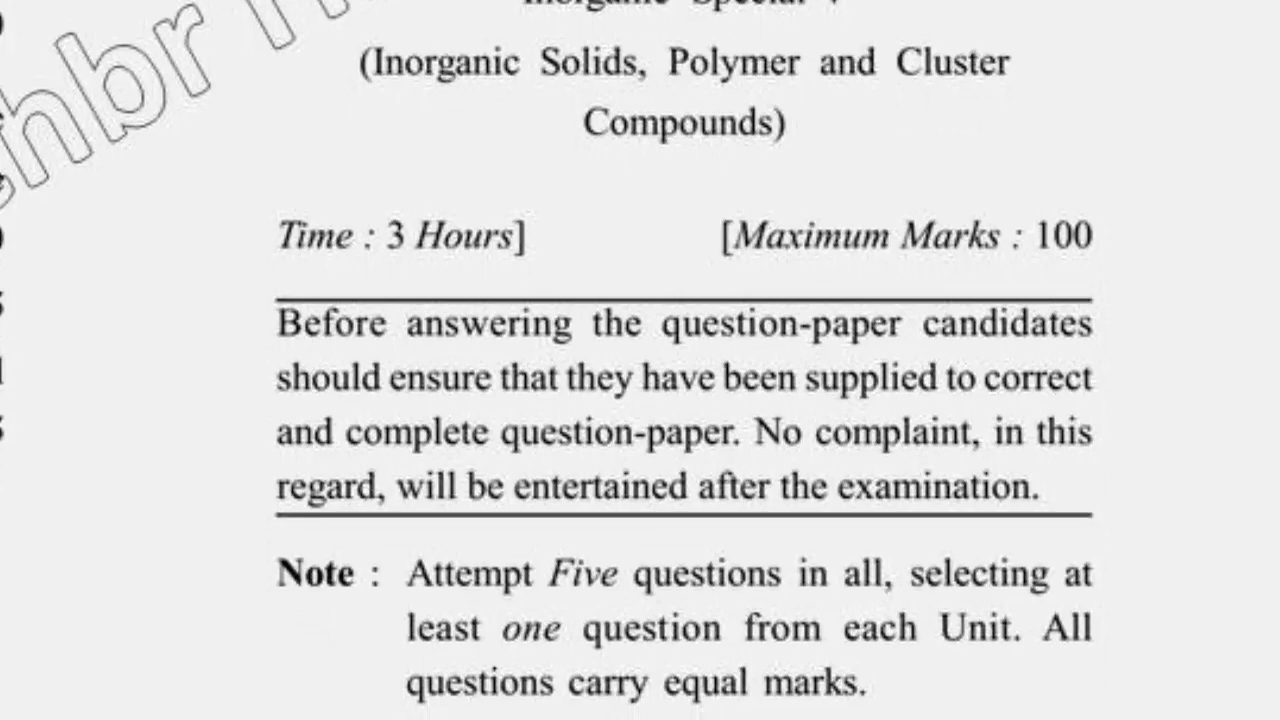 (Inorganic Solids, Polymer and Cluster
Compounds)
Time : 3 Hours]
[Maximum Marks : 100
Before answering the question-paper candidates
should ensure that they have been supplied to correct
and complete question-paper. No complaint, in this
regard, will be entertained after the examination.
Note : Attempt Five questions in all, selecting at
least one question from each Unit. All
questions carry equal marks.